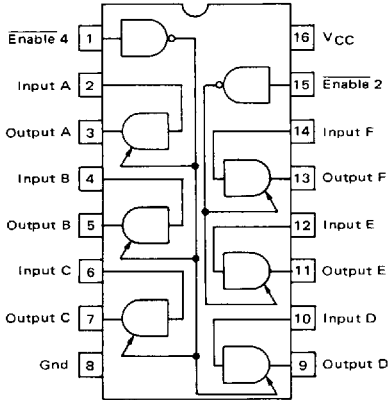 Enable 4 1 16 VCC
Input A 2 15 Enable 2
Output A 3 14 Input F
Input B 4 13 Output F
Output B 5 12 Input E
Input C 6 11 Output E
Output C 7 10 Input D
Gnd 8 9 Output D